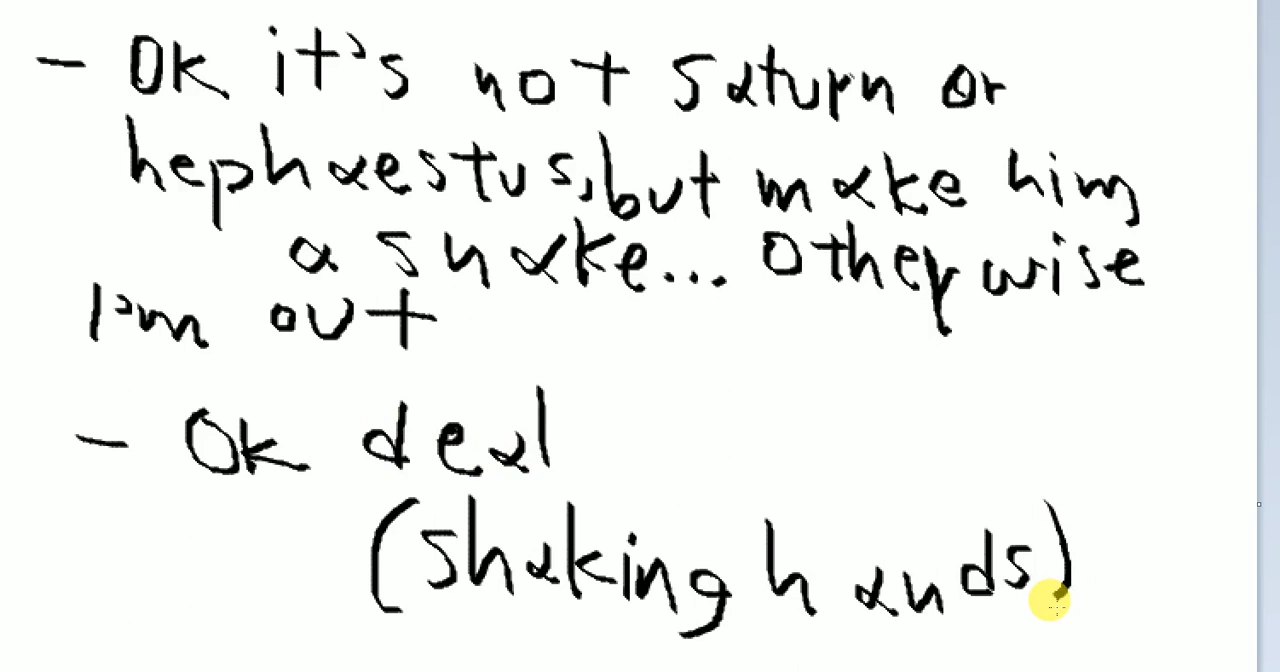 - Ok it's not saturn or
hephaestus, but make him
a snake... Otherwise
I'm out
- Ok deal
(shaking hands)